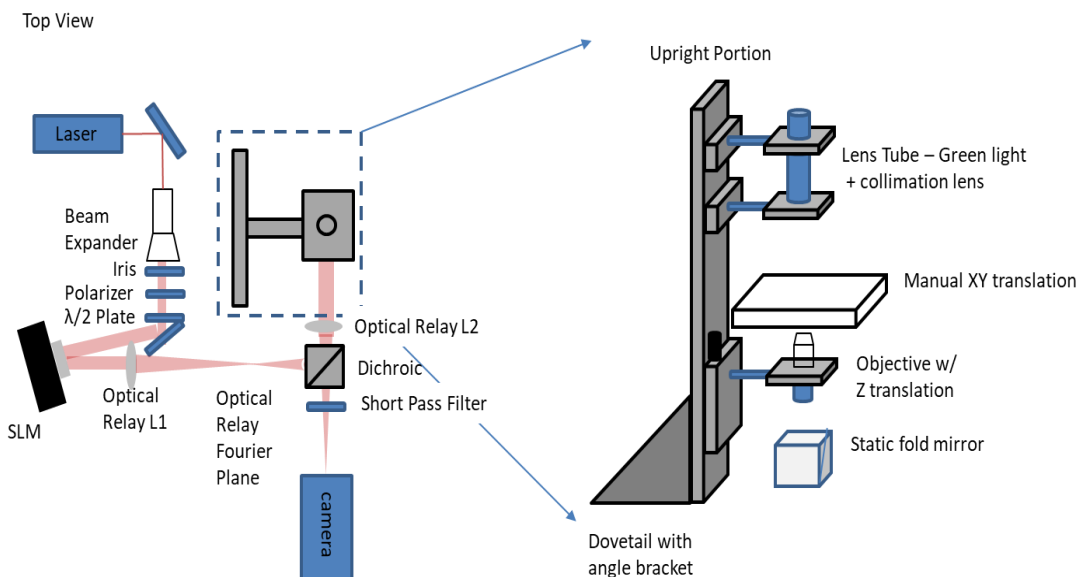 Top View
Laser
Beam
Expander
Iris
Polarizer
λ/2 Plate
SLM
Optical
Relay L1
Optical
Relay
Fourier
Plane
Optical Relay L2
Dichroic
Short Pass Filter
camera
Upright Portion
Lens Tube – Green light
+ collimation lens
Manual XY translation
Objective w/
Z translation
Static fold mirror
Dovetail with
angle bracket